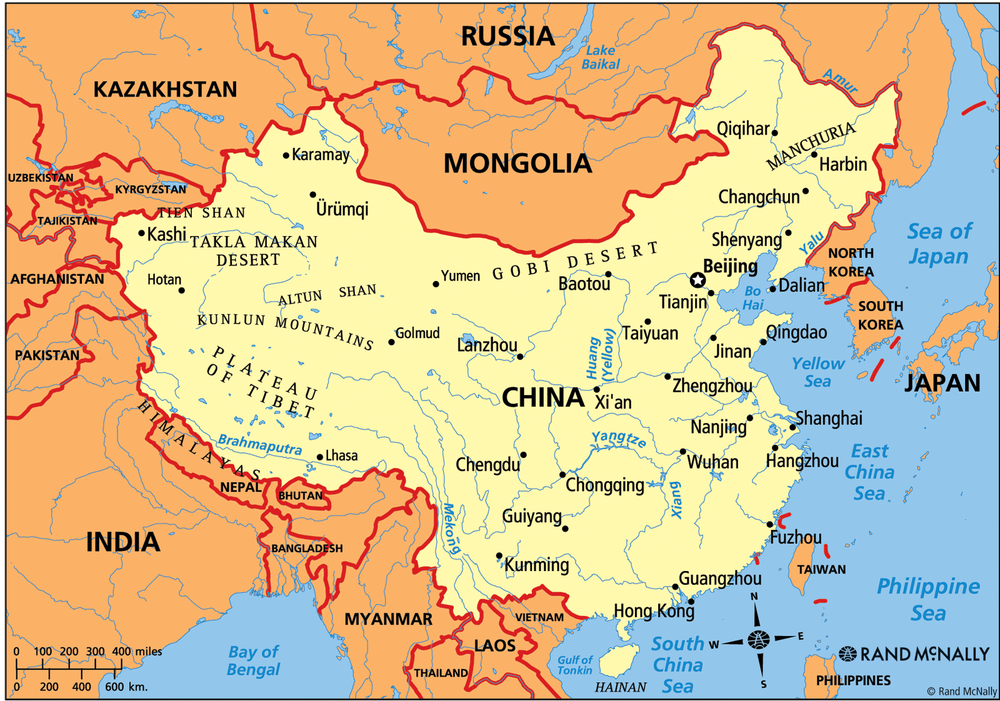 RUSSIA
Lake
Baikal
KAZAKHSTAN
Amur
MONGOLIA
Qiqihar
MANCHURIA
Harbin
Karamay
UZBEKISTAN
KYRGYZSTAN
Ürümqi
Changchun
TIEN SHAN
TAJIKISTAN
Kashi
TAKLA MAKAN
DESERT
Shenyang
Yalu
Sea of
Japan
GOBI DESERT
NORTH
KOREA
Beijing
AFGHANISTAN
Hotan
Yumen
Baotou
Dalian
Bo
Hai
ALTUN SHAN
Tianjin
SOUTH
KOREA
KUNLUN MOUNTAINS
Golmud
Taiyuan
Qingdao
Lanzhou
Jinan
PAKISTAN
PLATEAU
OF TIBET
Huang
(Yellow)
Yellow
Sea
JAPAN
Zhengzhou
CHINA
Xi'an
HIMALAYAS
Shanghai
Nanjing
Brahmaputra
Lhasa
Yangtze
Chengdu
Wuhan
Hangzhou
East
China
Sea
NEPAL
BHUTAN
Chongqing
Xiang
Mekong
Guiyang
INDIA
Fuzhou
BANGLADESH
Kunming
TAIWAN
Guangzhou
Philippine
Sea
N
W
E
S
Hong Kong
MYANMAR
VIETNAM
LAOS
South
China
Sea
Gulf of
Tonkin
Bay of
Bengal
0 100 200 300 400 miles
0 200 400 600 km.
THAILAND
HAINAN
RAND McNALLY
PHILIPPINES
© Rand McNally